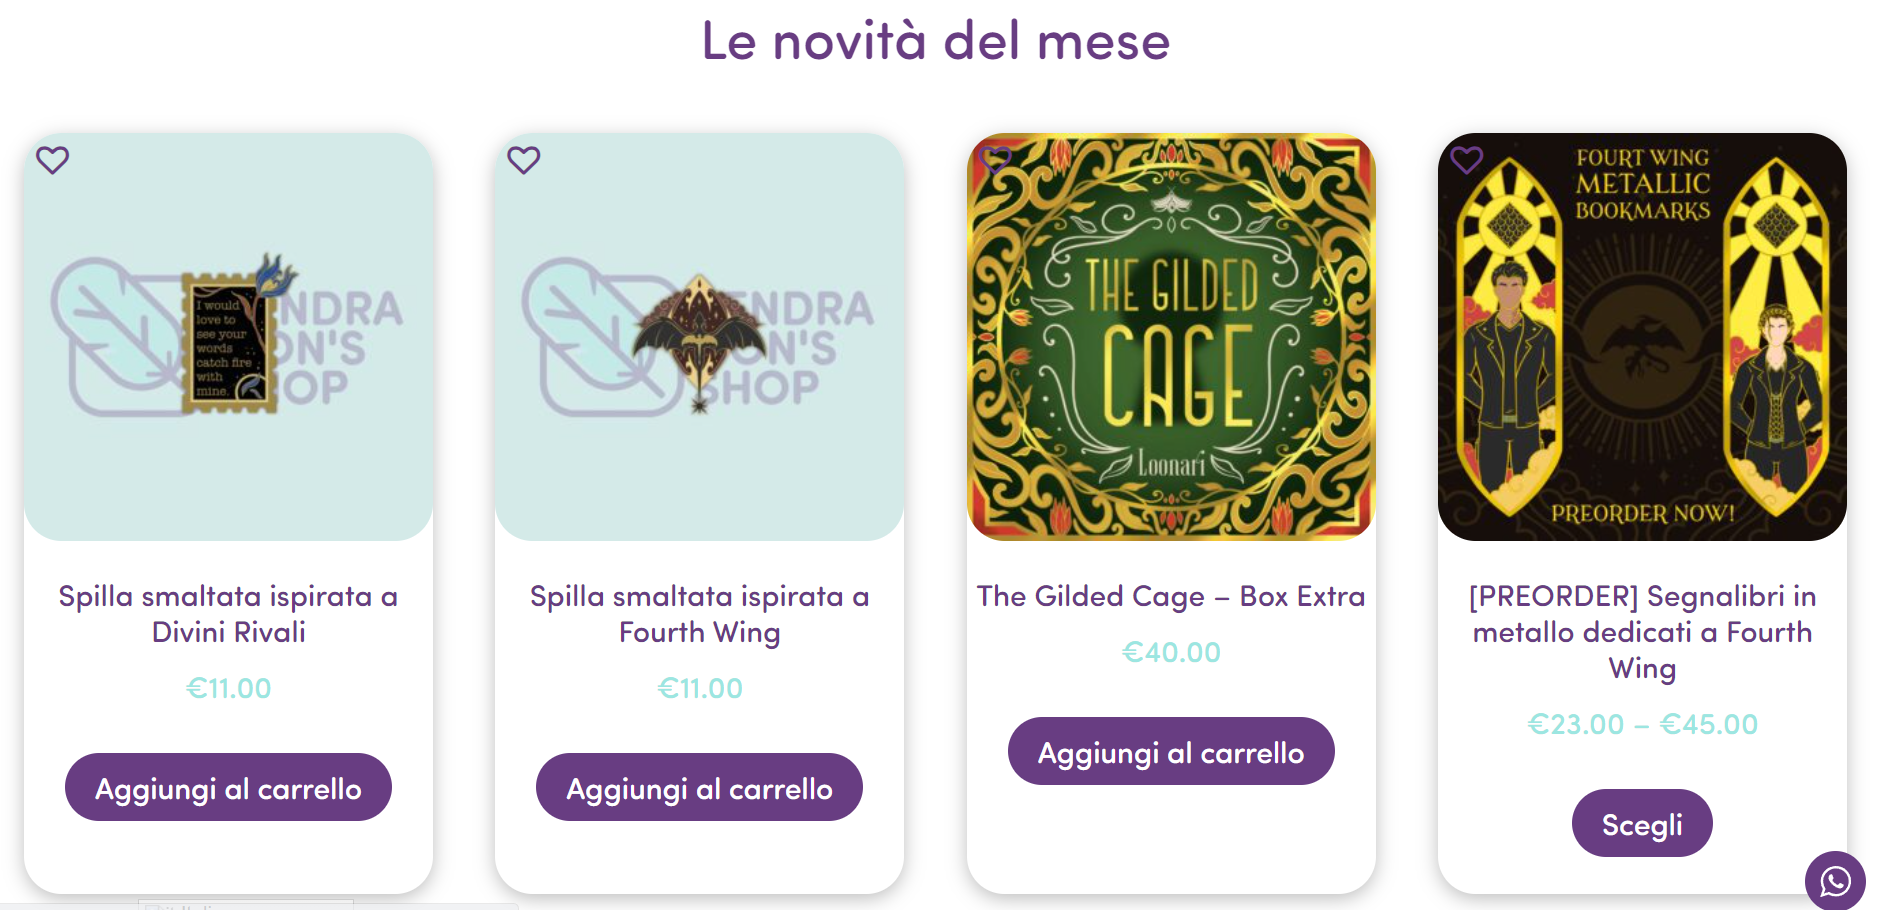 Le novità del mese
I would
love to
see your
words
catch fire
with
mine.
NDRA
ON'S
OP
Spilla smaltata ispirata a
Divini Rivali
€11.00
Aggiungi al carrello
NDRA
ON'S
SHOP
Spilla smaltata ispirata a
Fourth Wing
€11.00
Aggiungi al carrello
THE GILDED
CAGE
Loonari
The Gilded Cage – Box Extra
€40.00
Aggiungi al carrello
FOURT WING
METALLIC
BOOKMARKS
PREORDER NOW!
[PREORDER] Segnalibri in
metallo dedicati a Fourth
Wing
€23.00 – €45.00
Scegli